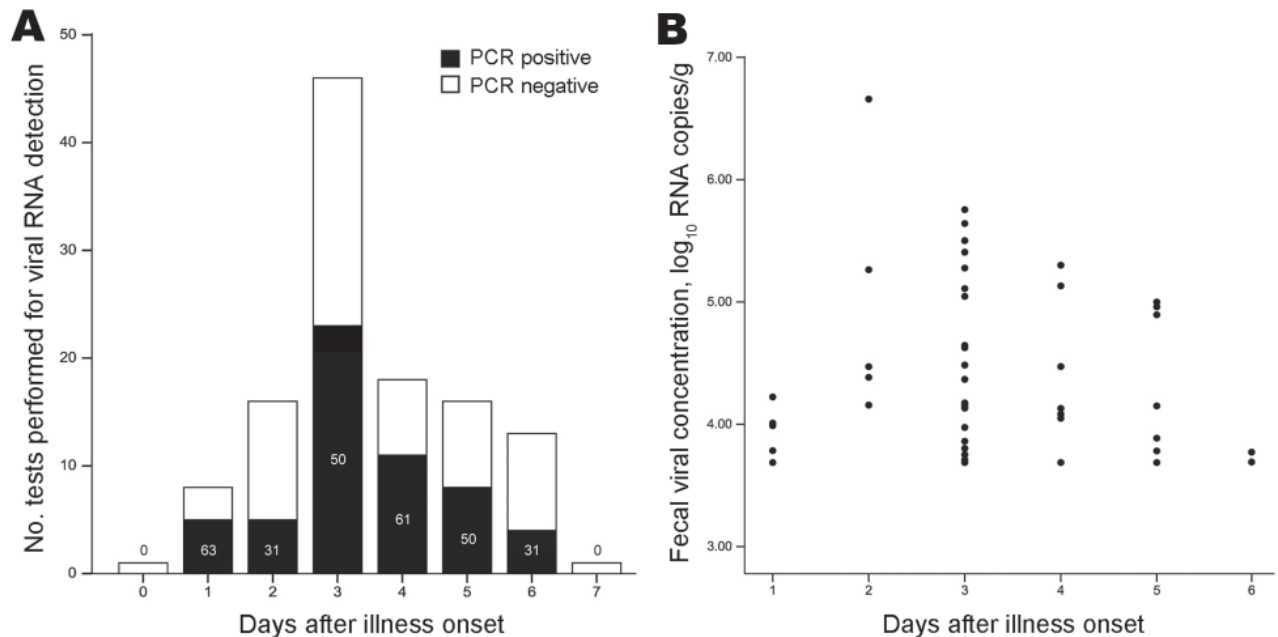 A
No. tests performed for viral RNA detection
50
40
30
20
10
0
PCR positive
PCR negative
0
63
31
50
61
50
31
0
0 1 2 3 4 5 6 7
Days after illness onset
B
Fecal viral concentration, log10 RNA copies/g
7.00
6.00
5.00
4.00
3.00
1 2 3 4 5 6
Days after illness onset